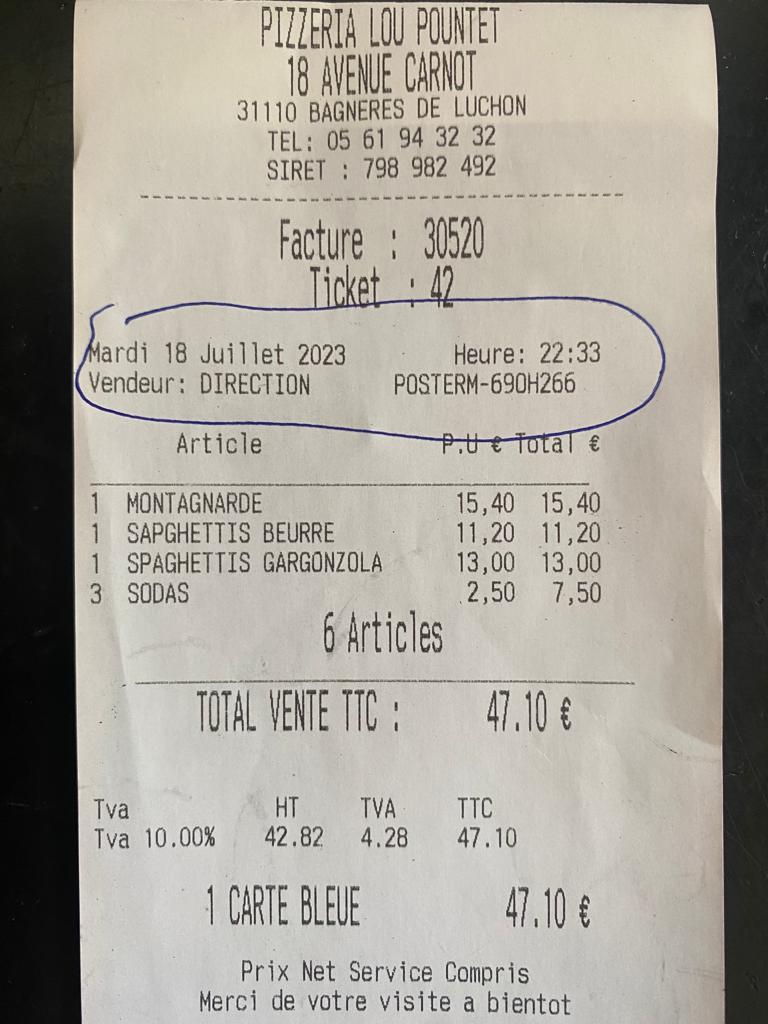 PIZZERIA LOU POUNTET
18 AVENUE CARNOT
31110 BAGNERES DE LUCHON
TEL: 05 61 94 32 32
SIRET : 798 982 492
Facture : 30520
Ticket : 42
Mardi 18 Juillet 2023 Heure: 22:33
Vendeur: DIRECTION POSTERM-690H266
Article P.U € Total €
1 MONTAGNARDE 15,40 15,40
1 SAPGHETTIS BEURRE 11,20 11,20
1 SPAGHETTIS GARGONZOLA 13,00 13,00
3 SODAS 2,50 7,50
6 Articles
TOTAL VENTE TTC : 47.10 €
Tva HT TVA TTC
Tva 10.00% 42.82 4.28 47.10
1 CARTE BLEUE 47.10 €
Prix Net Service Compris
Merci de votre visite a bientot